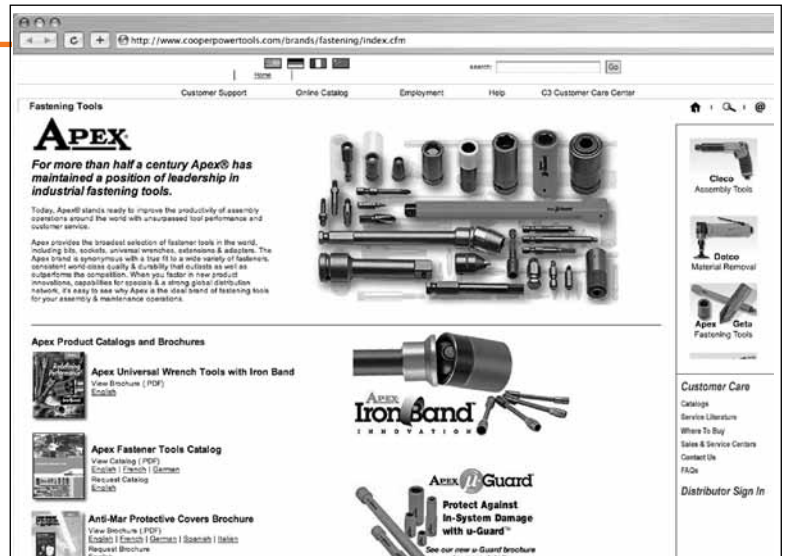 http://www.cooperpowertools.com/brands/fastening/index.cfm
Home
search:
Go
Customer Support
Online Catalog
Employment
Help
C3 Customer Care Center
Fastening Tools
APEX®
For more than half a century Apex® has
maintained a position of leadership in
industrial fastening tools.
Today, Apex® stands ready to improve the productivity of assembly
operations around the world with unsurpassed tool performance and
customer service.
Apex provides the broadest selection of fastener tools in the world,
including bits, sockets, universal wrenches, extensions & adapters. The
Apex brand is synonymous with a true fit to a wide variety of fasteners,
consistent world-class quality & durability that outlasts as well as
outperforms the competition. When you factor in new product
innovations, capabilities for specials & a strong global distribution
network, it's easy to see why Apex is the ideal brand of fastening tools
for your assembly & maintenance operations.
Cleco
Assembly Tools
Dotco
Material Removal
Apex Geta
Fastening Tools
Apex Product Catalogs and Brochures
Apex Universal Wrench Tools with Iron Band
View Brochure (PDF)
English
APEX
Iron Band
INNOVATION
Apex Fastener Tools Catalog
View Catalog (PDF)
English | French | German
Request Catalog
English
APEX µ-Guard
Protect Against
In-System Damage
with u-Guard™
See our new u-Guard brochure
Anti-Mar Protective Covers Brochure
View Brochure (PDF)
English | French | German | Spanish | Italian
Request Brochure
Customer Care
Catalogs
Service Literature
Where To Buy
Sales & Service Centers
Contact Us
FAQs
Distributor Sign In